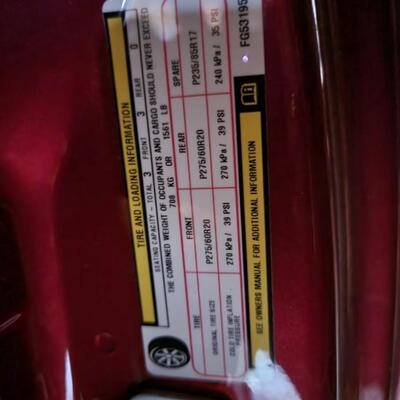 TIRE AND LOADING INFORMATION
SEATING CAPACITY - TOTAL 3 FRONT 3 REAR 0
THE COMBINED WEIGHT OF OCCUPANTS AND CARGO SHOULD NEVER EXCEED
708 KG OR 1561 LB
TIRE FRONT REAR SPARE
ORIGINAL TIRE SIZE P275/60R20 P275/60R20 P235/85R17
COLD TIRE INFLATION PRESSURE 270 kPa/ 39 PSI 270 kPa/ 39 PSI 240 kPa/ 35 PSI
SEE OWNERS MANUAL FOR ADDITIONAL INFORMATION
FG53195